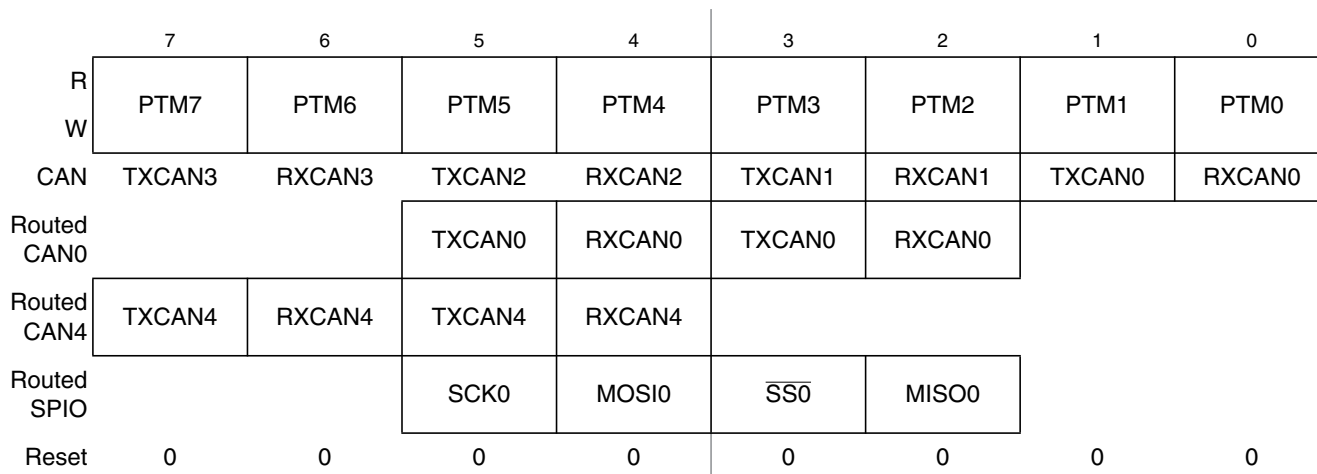 7 6 5 4 3 2 1 0
R
W
PTM7 PTM6 PTM5 PTM4 PTM3 PTM2 PTM1 PTM0
CAN TXCAN3 RXCAN3 TXCAN2 RXCAN2 TXCAN1 RXCAN1 TXCAN0 RXCAN0
Routed
CAN0
TXCAN0 RXCAN0 TXCAN0 RXCAN0
Routed
CAN4
TXCAN4 RXCAN4 TXCAN4 RXCAN4
Routed
SPIO
SCK0 MOSI0 S̅S̅0̅ MISO0
Reset 0 0 0 0 0 0 0 0